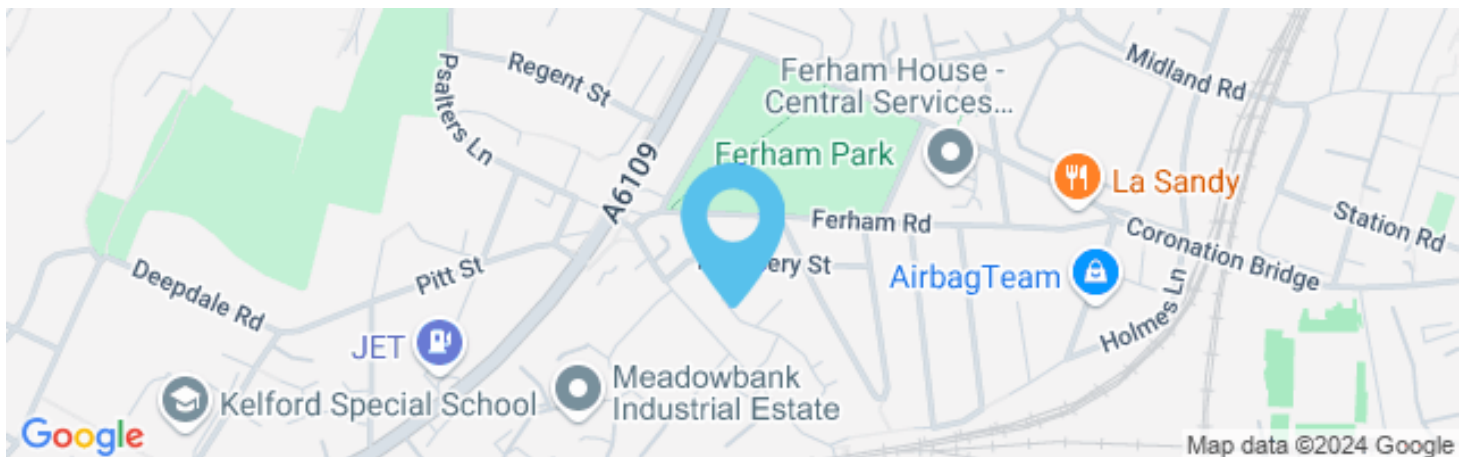 Regent St
Psalters Ln
A6109
Ferham House -
Central Services...
Midland Rd
Ferham Park
La Sandy
Ferham Rd
Station Rd
Coronation Bridge
ery St
AirbagTeam
Holmes Ln
Deepdale Rd
Pitt St
JET
Kelford Special School
Meadowbank
Industrial Estate
Google
Map data ©2024 Google